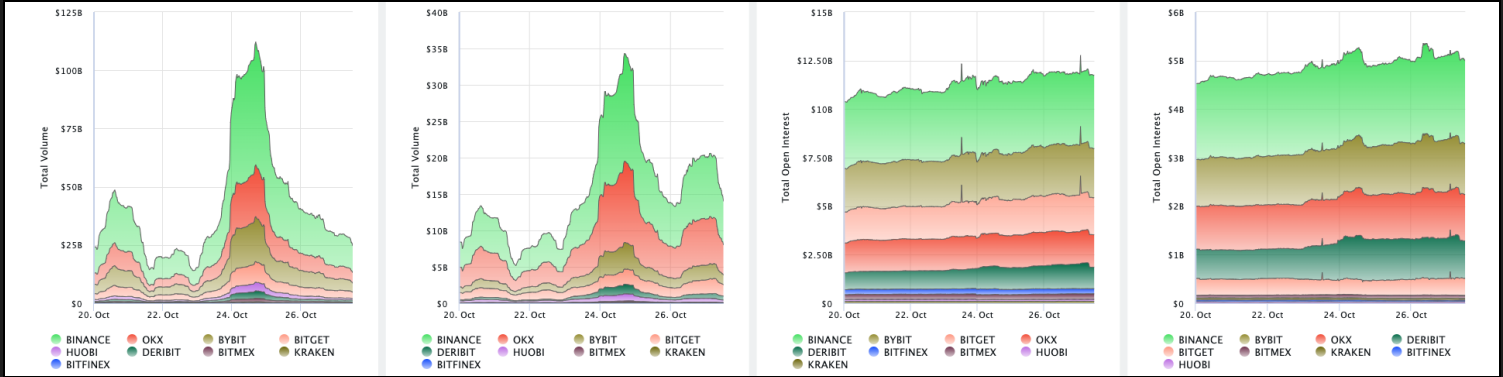 $125B
$100B
$75B
$50B
$25B
$0
Total Volume
20. Oct 22. Oct 24. Oct 26. Oct
BINANCE OKX BYBIT BITGET
HUOBI DERIBIT BITMEX KRAKEN
BITFINEX
$40B
$35B
$30B
$25B
$20B
$15B
$10B
$5B
$0
Total Volume
20. Oct 22. Oct 24. Oct 26. Oct
BINANCE OKX BYBIT BITGET
DERIBIT HUOBI BITMEX KRAKEN
BITFINEX
$15B
$12.50B
$10B
$7.50B
$5B
$2.50B
$0
Total Open Interest
20. Oct 22. Oct 24. Oct 26. Oct
BINANCE BYBIT BITGET OKX
DERIBIT BITFINEX BITMEX HUOBI
KRAKEN
$6B
$5B
$4B
$3B
$2B
$1B
$0
Total Open Interest
20. Oct 22. Oct 24. Oct 26. Oct
BINANCE BYBIT OKX DERIBIT
BITGET BITMEX KRAKEN BITFINEX
HUOBI